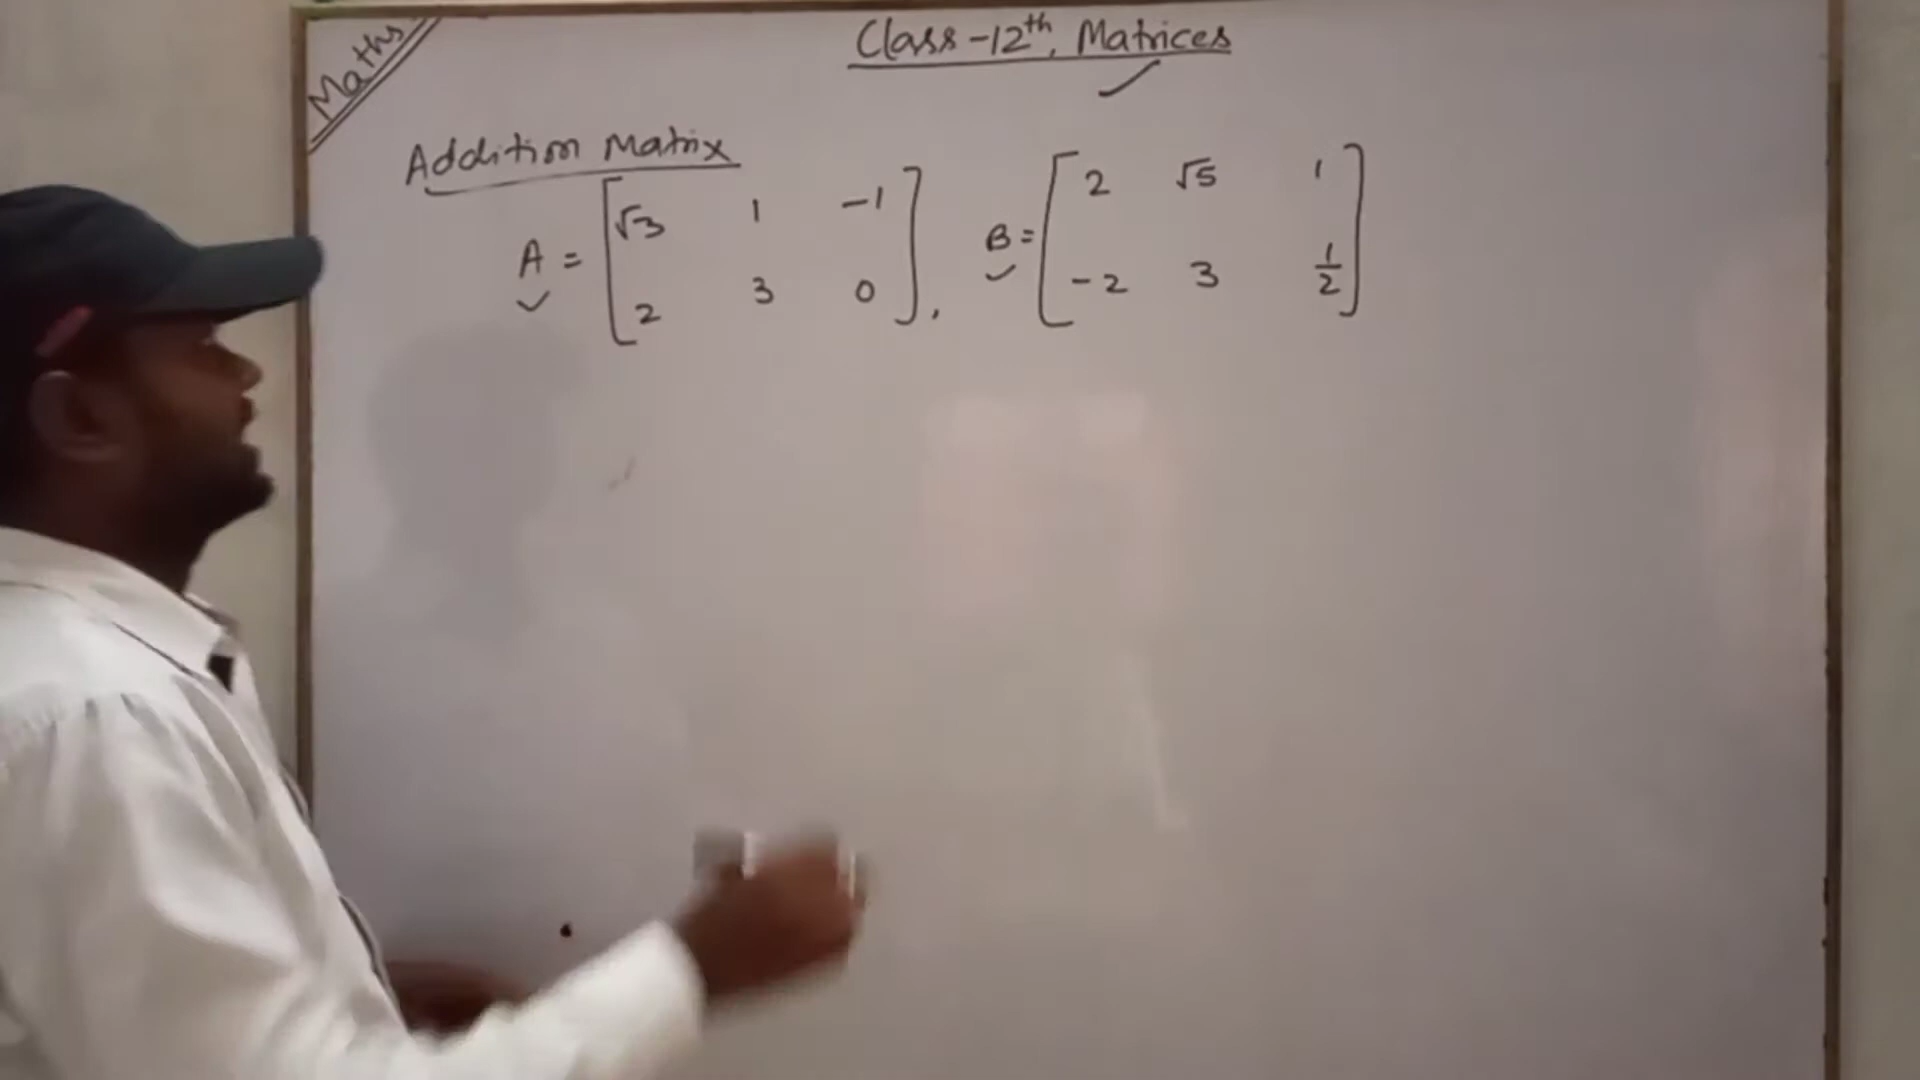 Maths
Class-12th, Matrices
Addition Matrix
A = [√3 1 -1
2 3 0],
B = [2 √5 1
-2 3 1/2]